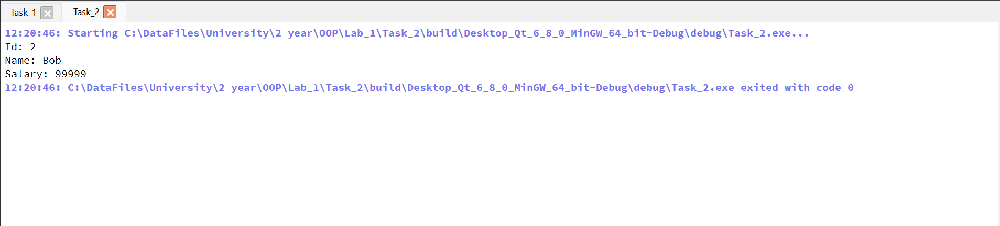 Task_1
Task_2
12:20:46: Starting C:\DataFiles\University\2 year\OOP\Lab_1\Task_2\build\Desktop_Qt_6_8_0_MinGW_64_bit-Debug\debug\Task_2.exe...
Id: 2
Name: Bob
Salary: 99999
12:20:46: C:\DataFiles\University\2 year\OOP\Lab_1\Task_2\build\Desktop_Qt_6_8_0_MinGW_64_bit-Debug\debug\Task_2.exe exited with code 0